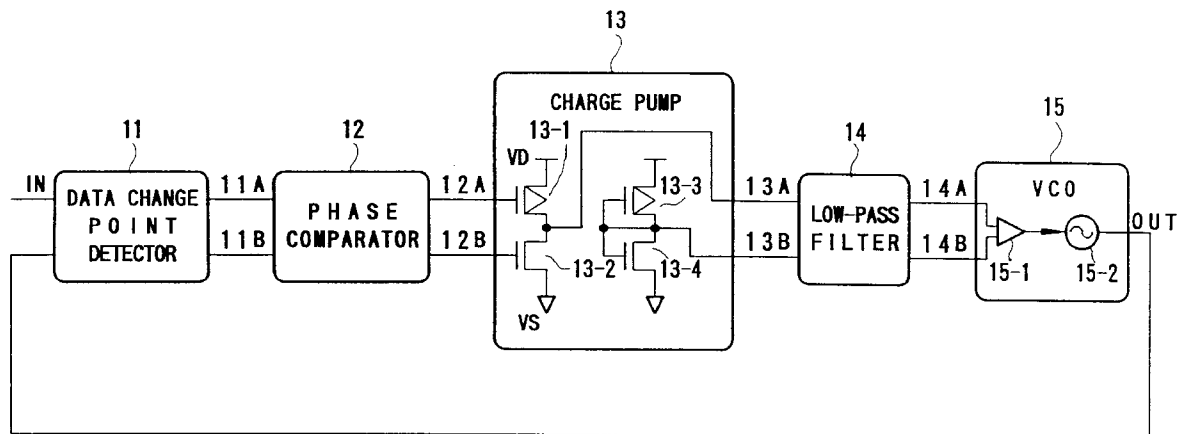 13
CHARGE PUMP
11
12
13-1
14
15
VD
IN
DATA CHANGE
POINT
DETECTOR
11A
11B
PHASE
COMPARATOR
12A
12B
13-3
13-2
13-4
VS
13A
13B
LOW-PASS
FILTER
14A
14B
VCO
15-1
15-2
OUT